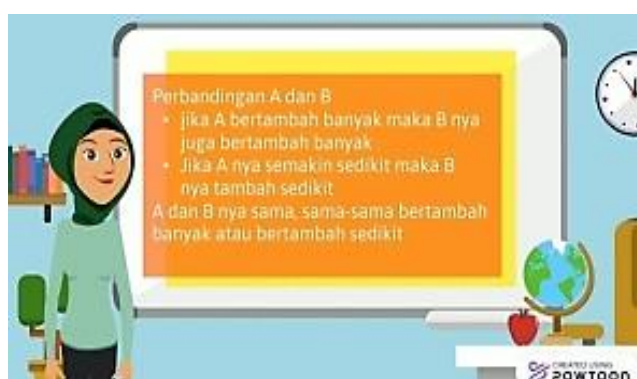 Perbandingan A dan B
• jika A bertambah banyak maka B nya
juga bertambah banyak
• Jika A nya semakin sedikit maka B
nya tambah sedikit
A dan B nya sama, sama-sama bertambah
banyak atau bertambah sedikit
CREATED USING
POWTOON